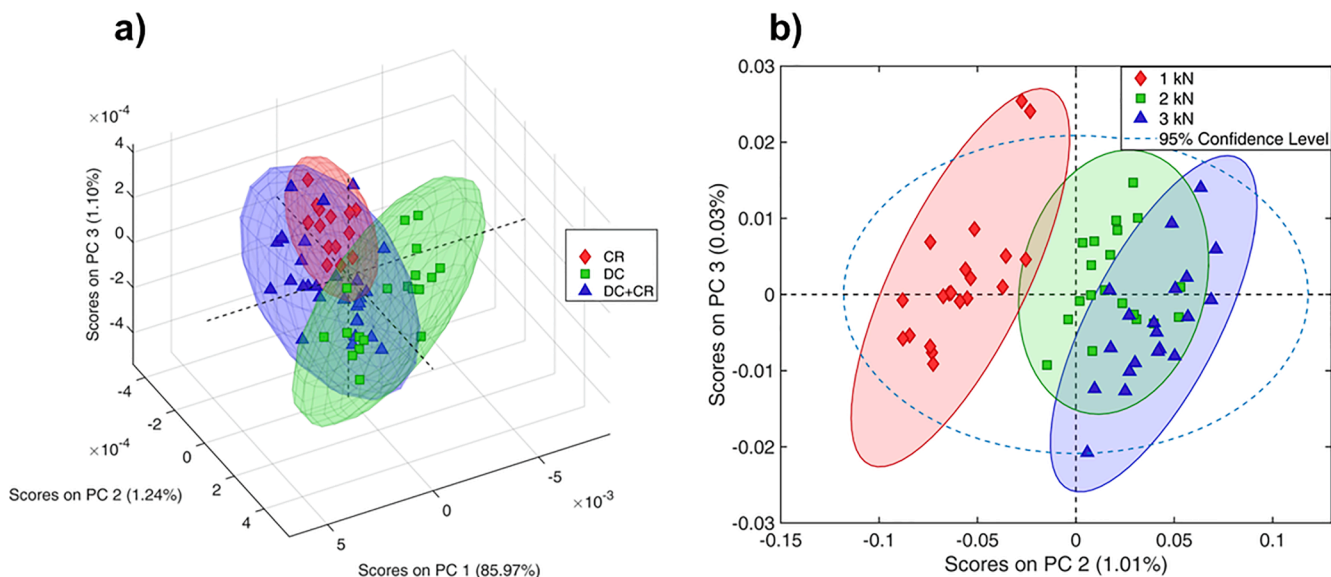 a)
×10⁻⁴
4
2
0
-2
-4
Scores on PC 3 (1.10%)
-4
-2
0
2
4
×10⁻⁴
Scores on PC 2 (1.24%)
5
0
-5
×10⁻³
Scores on PC 1 (85.97%)
CR
DC
DC+CR
b)
0.03
0.02
0.01
0
-0.01
-0.02
-0.03
Scores on PC 3 (0.03%)
-0.15
-0.1
-0.05
0
0.05
0.1
Scores on PC 2 (1.01%)
1 kN
2 kN
3 kN
95% Confidence Level